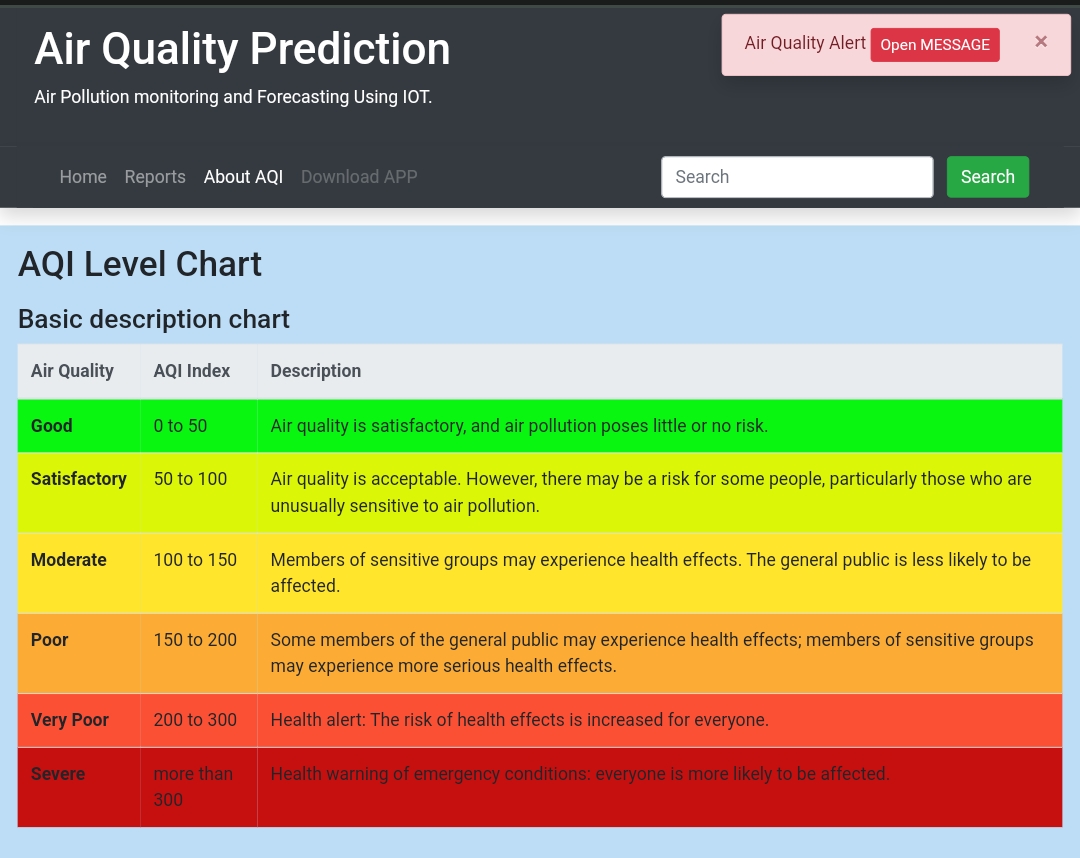 Air Quality Prediction
Air Pollution monitoring and Forecasting Using IOT.
Air Quality Alert Open MESSAGE ×
Home Reports About AQI Download APP Search Search
AQI Level Chart
Basic description chart
Air Quality AQI Index Description
Good 0 to 50 Air quality is satisfactory, and air pollution poses little or no risk.
Satisfactory 50 to 100 Air quality is acceptable. However, there may be a risk for some people, particularly those who are
unusually sensitive to air pollution.
Moderate 100 to 150 Members of sensitive groups may experience health effects. The general public is less likely to be
affected.
Poor 150 to 200 Some members of the general public may experience health effects; members of sensitive groups
may experience more serious health effects.
Very Poor 200 to 300 Health alert: The risk of health effects is increased for everyone.
Severe more than
300
Health warning of emergency conditions: everyone is more likely to be affected.